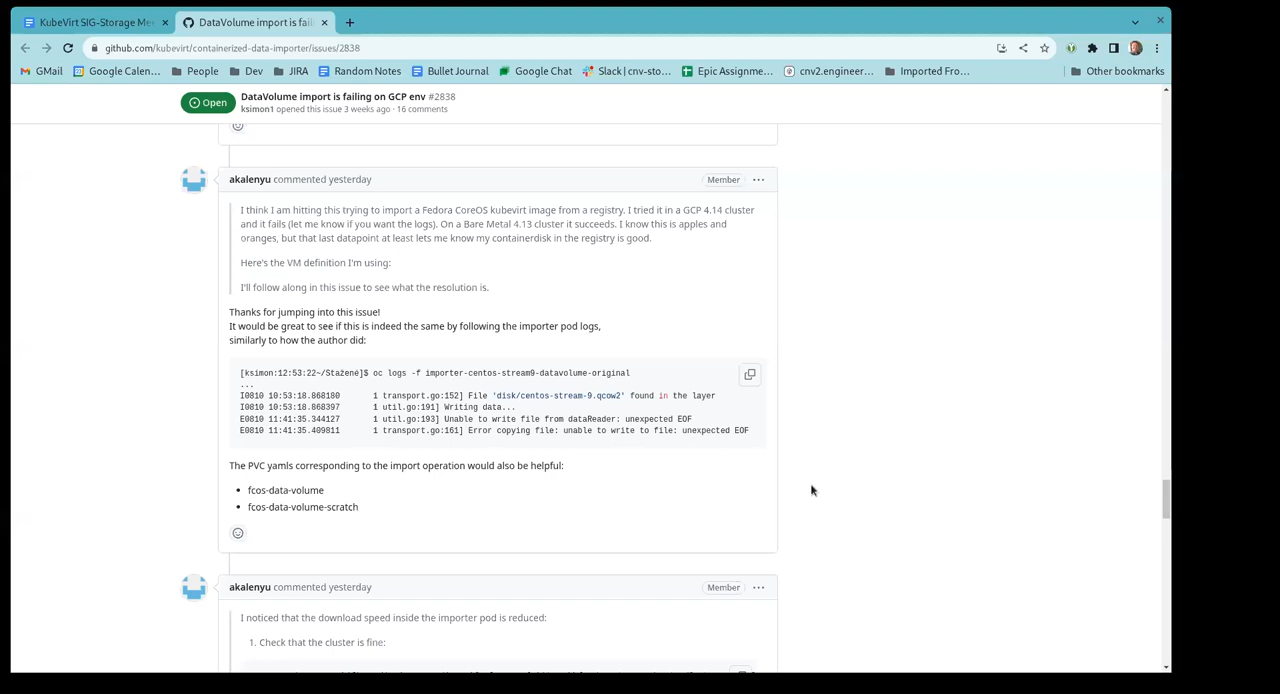 KubeVirt SIG-Storage Me
DataVolume import is fail
github.com/kubevirt/containerized-data-importer/issues/2838
GMail
Google Calen...
People
Dev
JIRA
Random Notes
Bullet Journal
Google Chat
Slack | cnv-sto...
Epic Assignme...
cnv2.engineer...
Imported Fro...
Other bookmarks
Open
DataVolume import is failing on GCP env #2838
ksimon1 opened this issue 3 weeks ago · 16 comments
akalenyu commented yesterday
Member
I think I am hitting this trying to import a Fedora CoreOS kubevirt image from a registry. I tried it in a GCP 4.14 cluster
and it fails (let me know if you want the logs). On a Bare Metal 4.13 cluster it succeeds. I know this is apples and
oranges, but that last datapoint at least lets me know my containerdisk in the registry is good.
Here's the VM definition I'm using:
I'll follow along in this issue to see what the resolution is.
Thanks for jumping into this issue!
It would be great to see if this is indeed the same by following the importer pod logs,
similarly to how the author did:
[ksimon:12:53:22~/Stažené]$ oc logs -f importer-centos-stream9-datavolume-original
...
I0810 10:53:18.868180 1 transport.go:152] File 'disk/centos-stream-9.qcow2' found in the layer
I0810 10:53:18.868397 1 util.go:191] Writing data...
E0810 11:41:35.344127 1 util.go:193] Unable to write file from dataReader: unexpected EOF
E0810 11:41:35.409811 1 transport.go:161] Error copying file: unable to write to file: unexpected EOF
The PVC yamls corresponding to the import operation would also be helpful:
• fcos-data-volume
• fcos-data-volume-scratch
akalenyu commented yesterday
Member
I noticed that the download speed inside the importer pod is reduced:
1. Check that the cluster is fine: